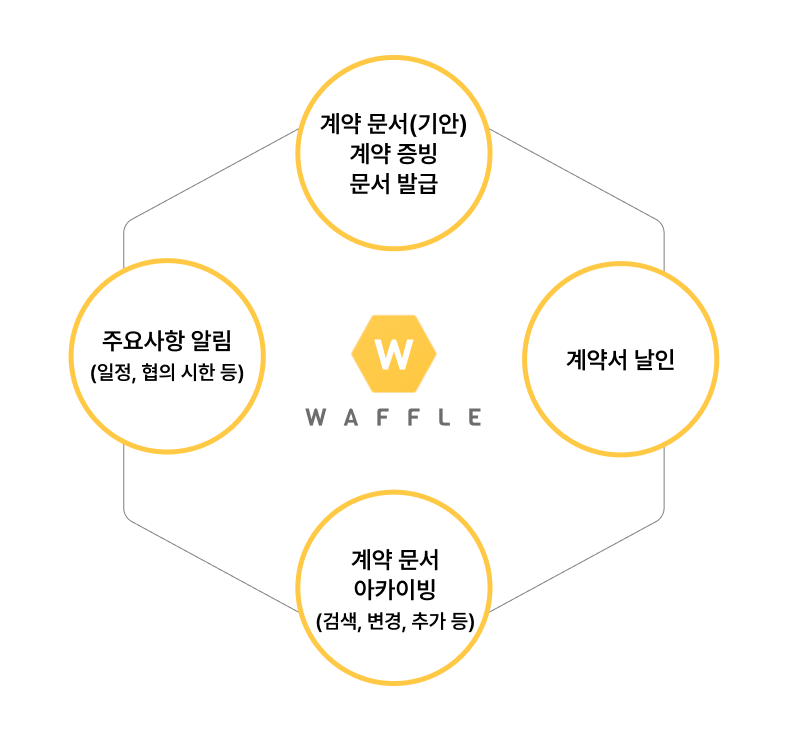 계약 문서(기안)
계약 증빙
문서 발급
주요사항 알림
(일정, 협의 시한 등)
W
WAFFLE
계약서 날인
계약 문서
아카이빙
(검색, 변경, 추가 등)